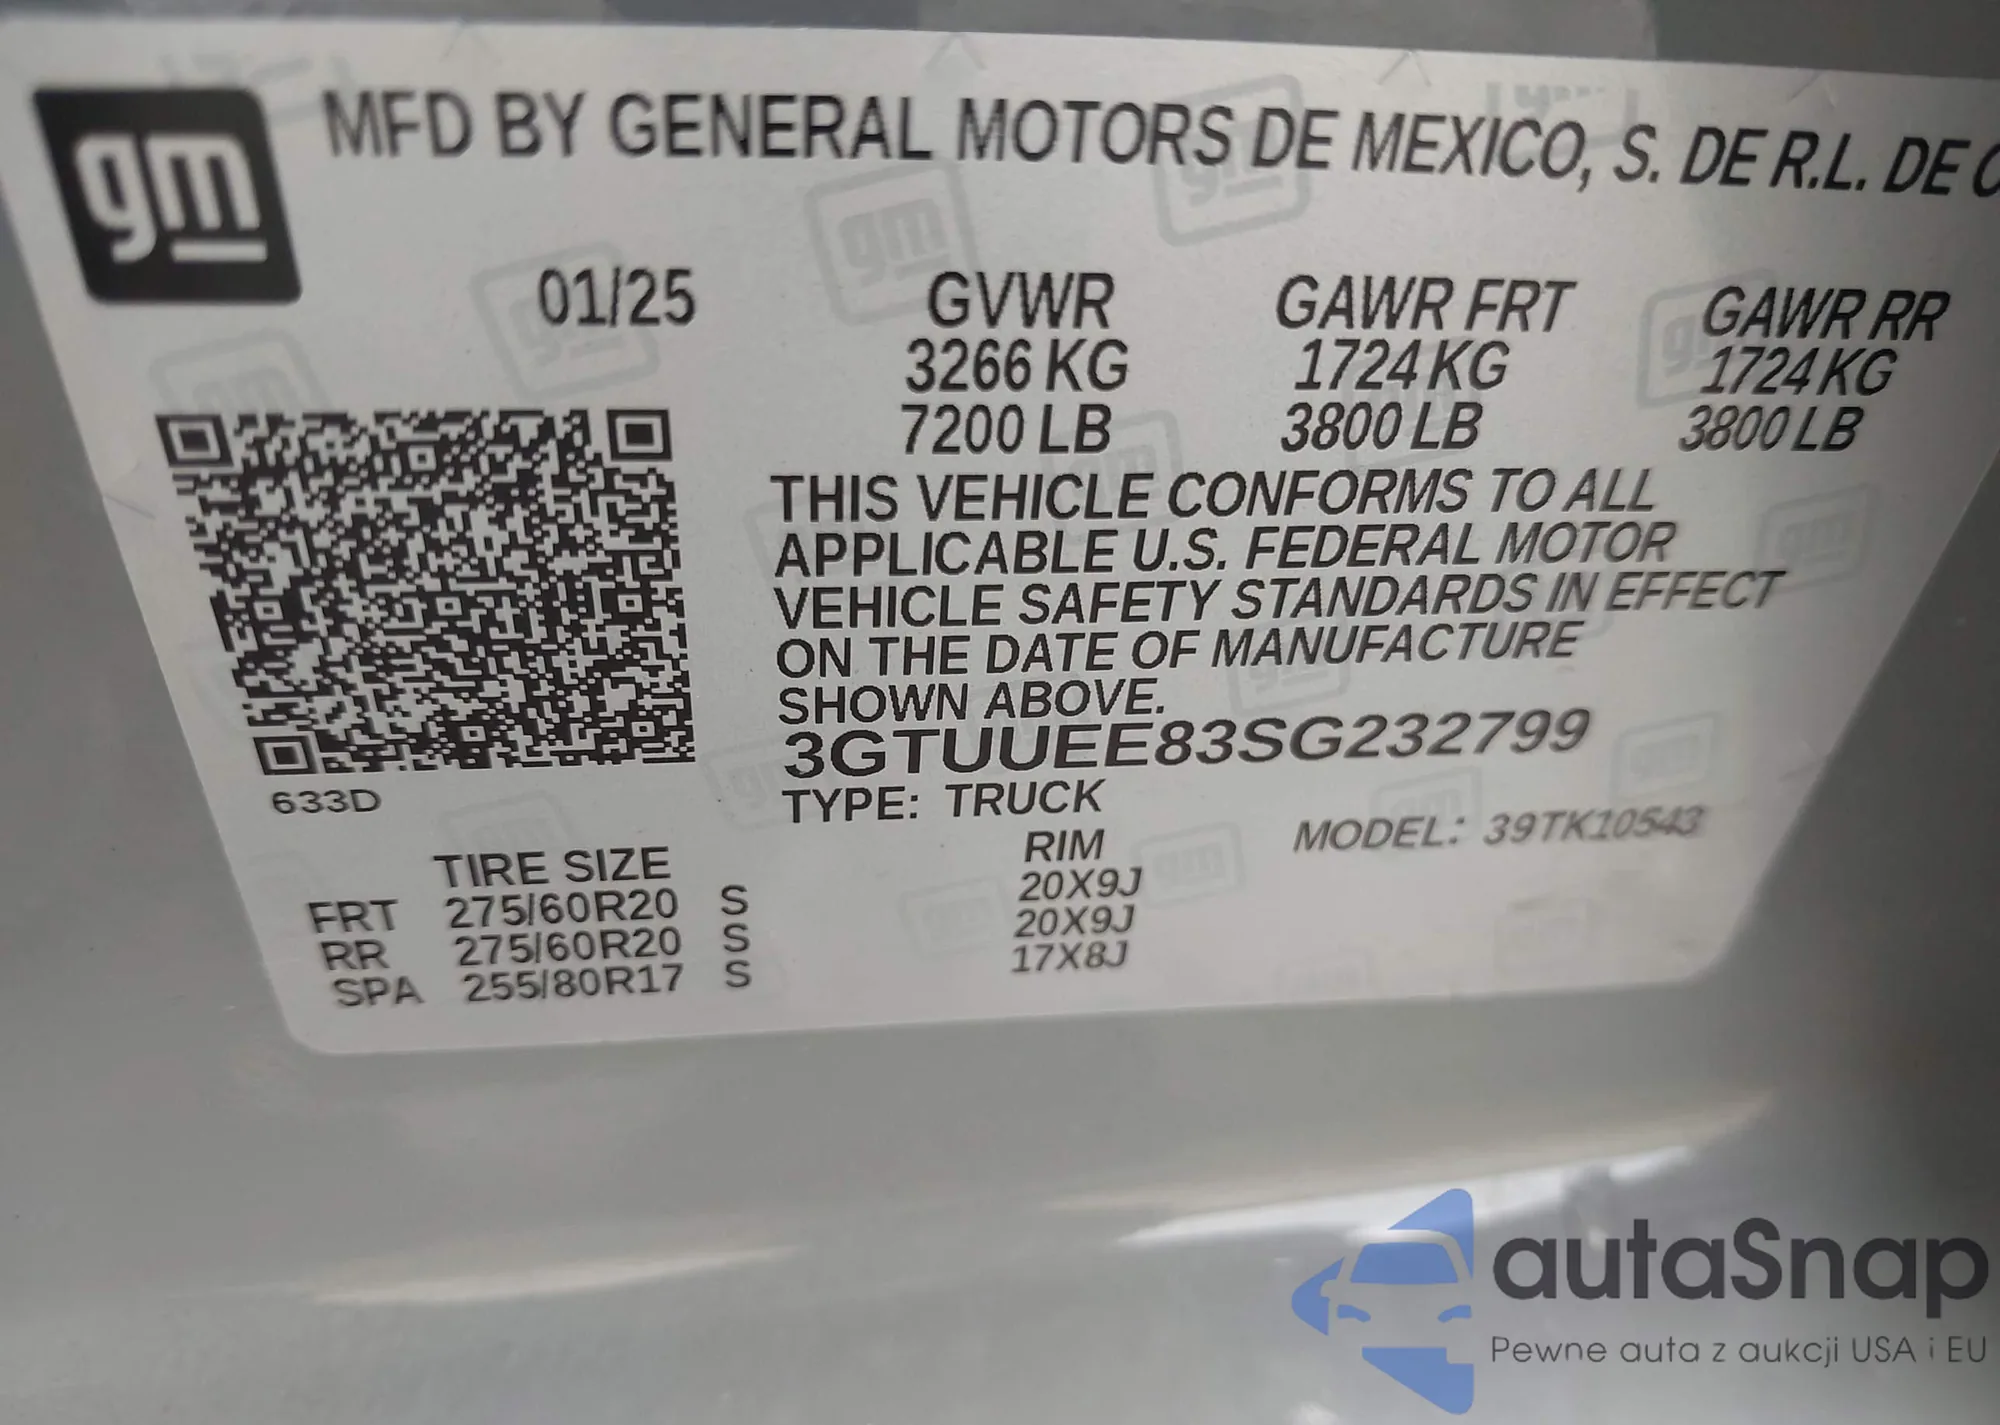 gm
MFD BY GENERAL MOTORS DE MEXICO, S. DE R.L. DE C
01/25 GVWR GAWR FRT GAWR RR
3266 KG 1724 KG 1724 KG
7200 LB 3800 LB 3800 LB
THIS VEHICLE CONFORMS TO ALL
APPLICABLE U.S. FEDERAL MOTOR
VEHICLE SAFETY STANDARDS IN EFFECT
ON THE DATE OF MANUFACTURE
SHOWN ABOVE.
3GTUUEE83SG232799
633D
TYPE: TRUCK
MODEL: 39TK10543
TIRE SIZE RIM
FRT 275/60R20 S 20X9J
RR 275/60R20 S 20X9J
SPA 255/80R17 S 17X8J
autaSnap
Pewne auta z aukcji USA i EU